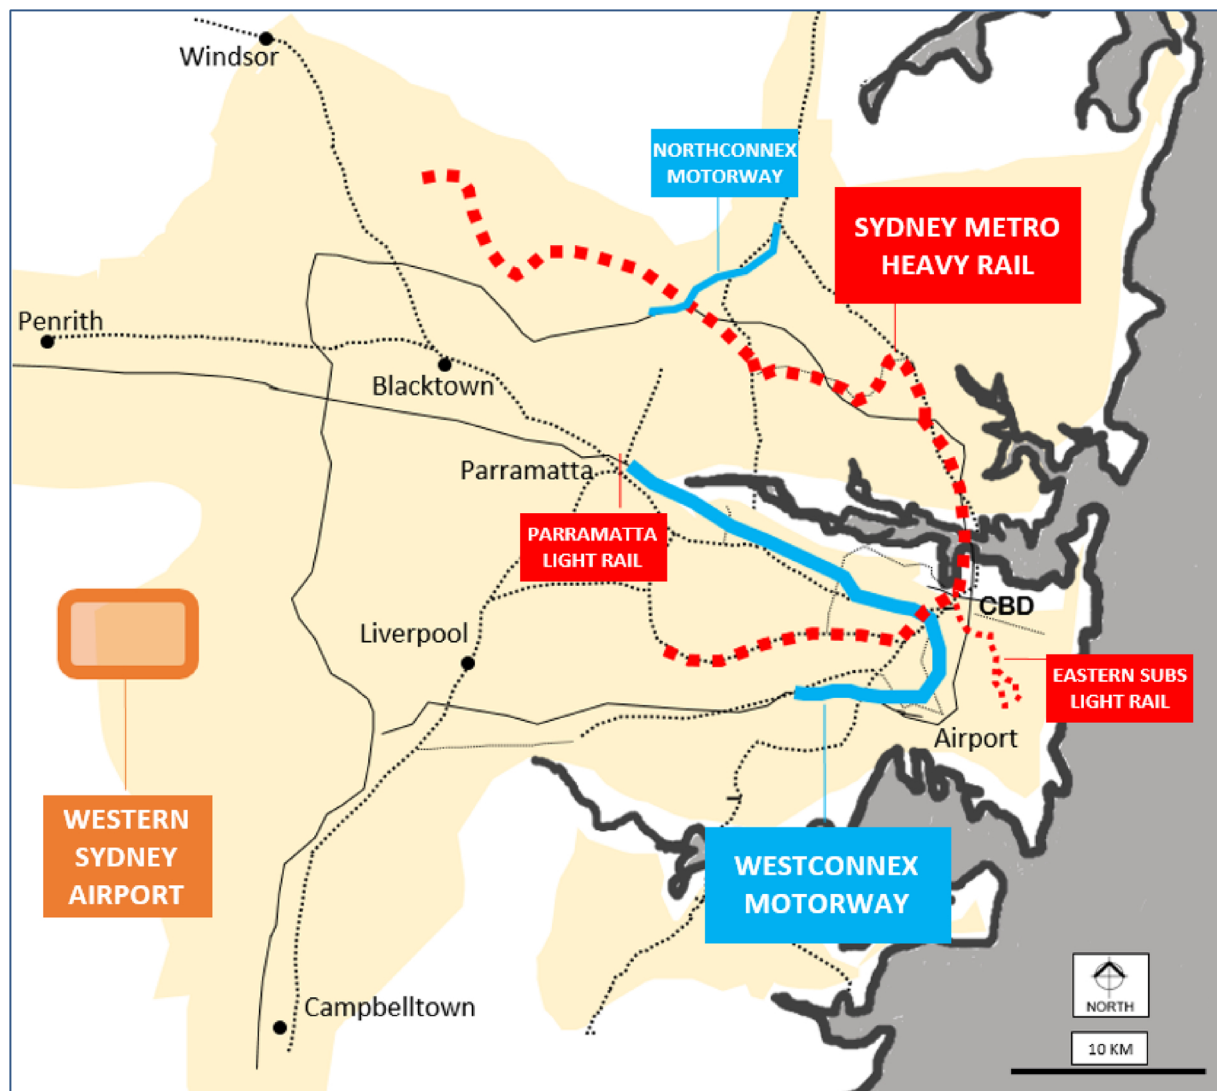 Windsor
NORTHCONNEX
MOTORWAY
SYDNEY METRO
HEAVY RAIL
Penrith
Blacktown
Parramatta
PARRAMATTA
LIGHT RAIL
CBD
Liverpool
EASTERN SUBS
LIGHT RAIL
Airport
WESTERN
SYDNEY
AIRPORT
WESTCONNEX
MOTORWAY
Campbelltown
NORTH
10 KM